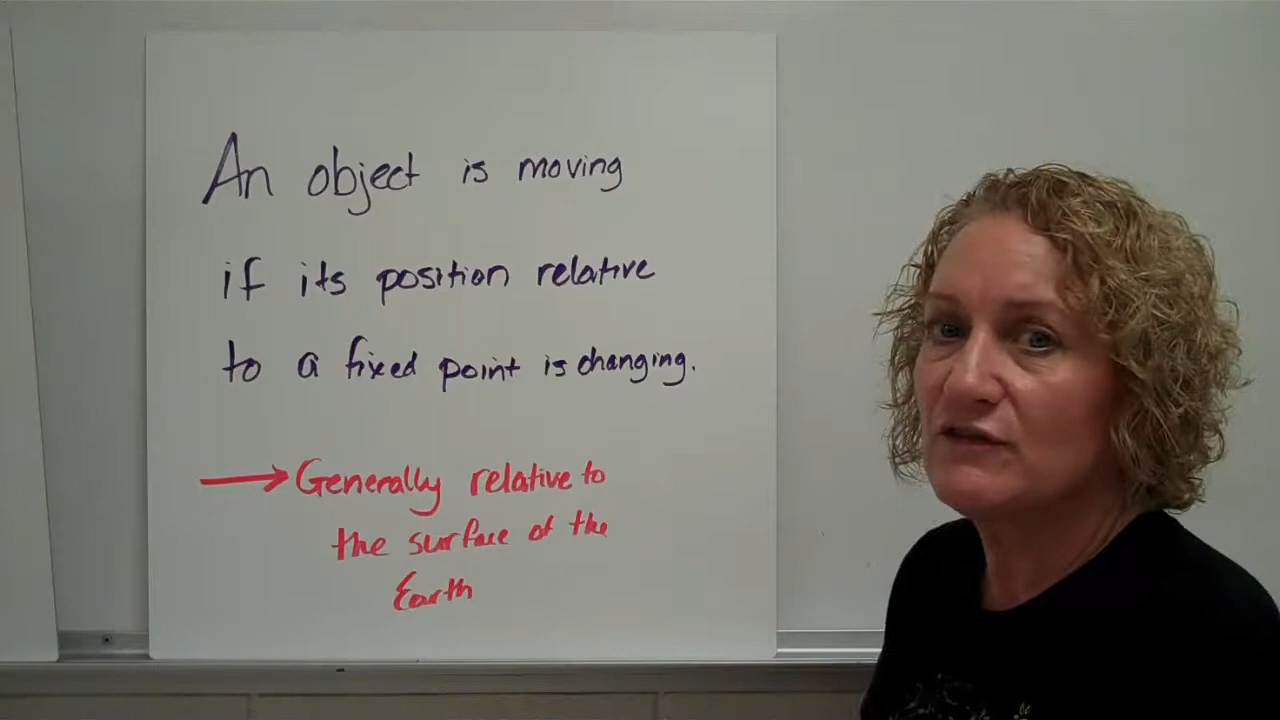 An object is moving
if its position relative
to a fixed point is changing.
→ Generally relative to
the surface of the
Earth